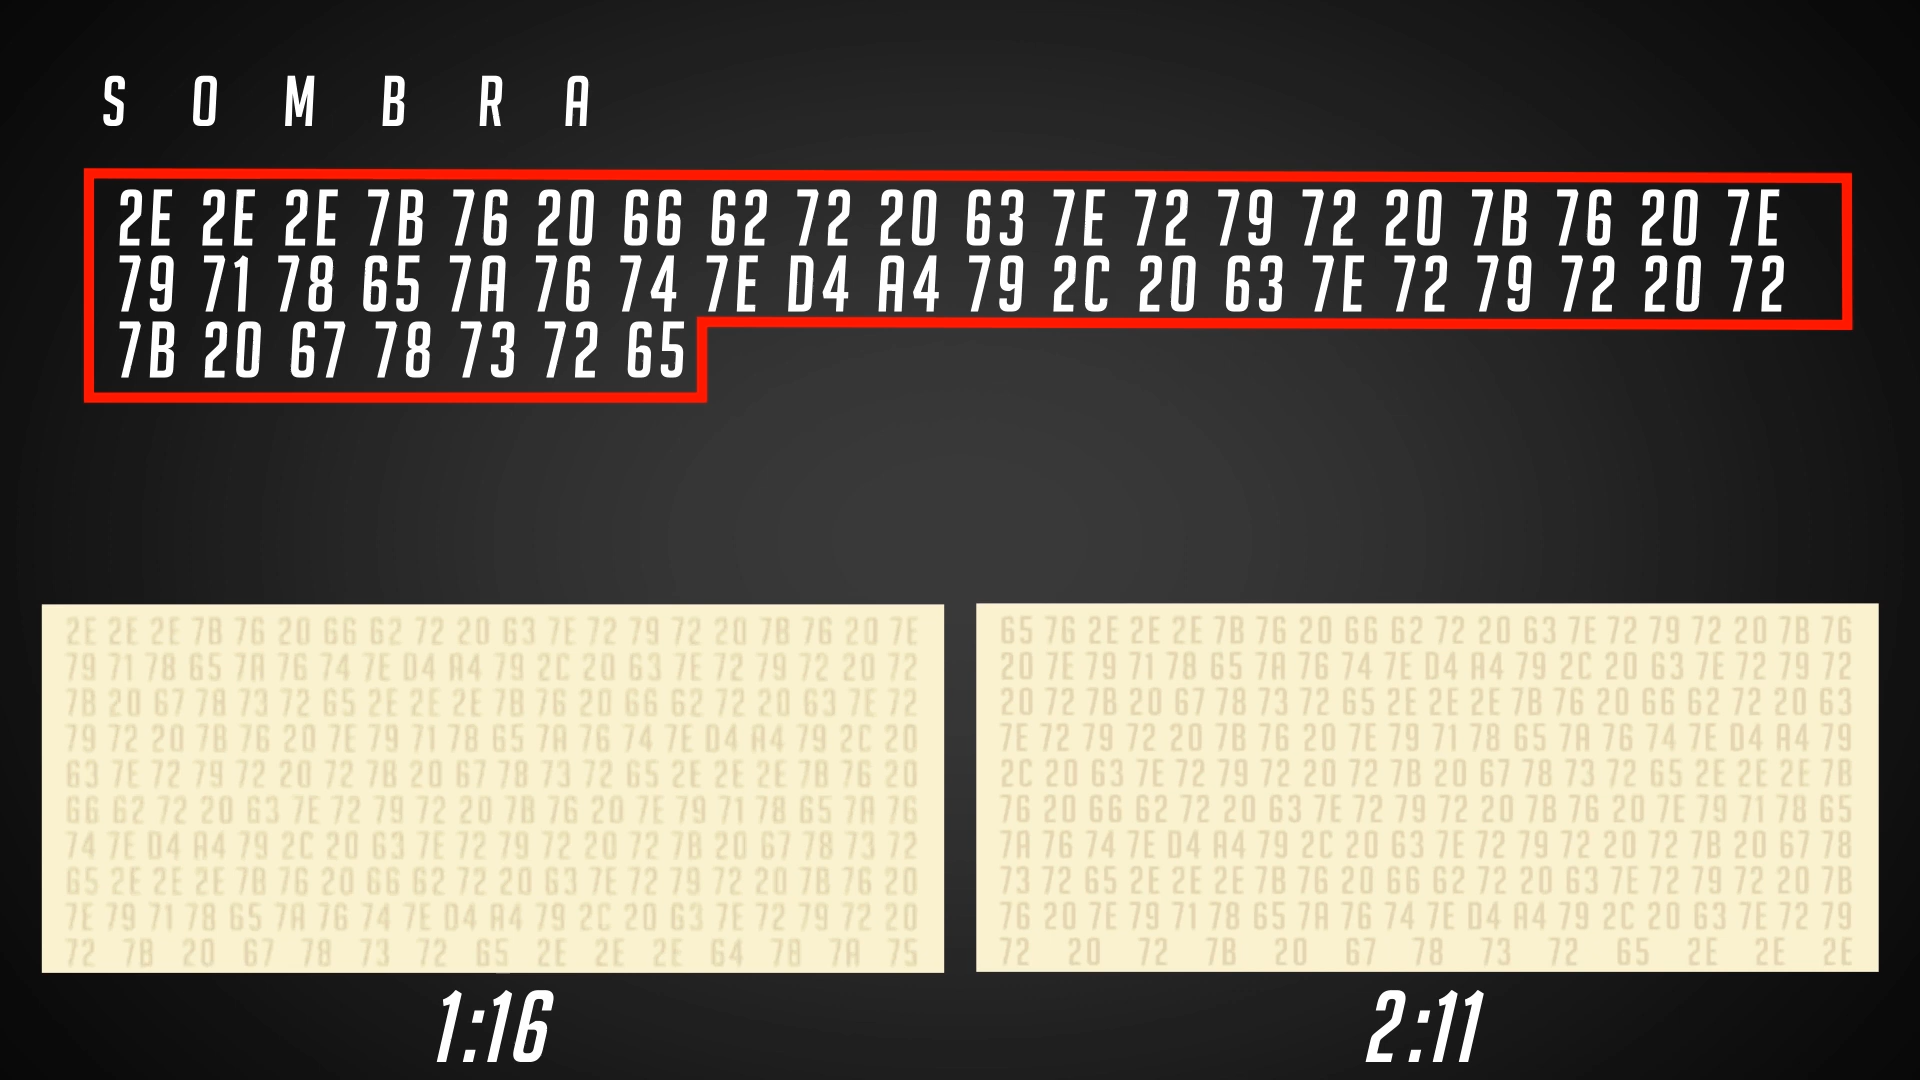 S O M B R A
2E 2E 2E 7B 76 20 66 62 72 20 63 7E 72 79 72 20 7B 76 20 7E
79 71 78 65 7A 76 74 7E D4 A4 79 2C 20 63 7E 72 79 72 20 72
7B 20 67 78 73 72 65
2E 2E 2E 7B 76 20 66 62 72 20 63 7E 72 79 72 20 7B 76 20 7E
79 71 78 65 7A 76 74 7E D4 A4 79 2C 20 63 7E 72 79 72 20 72
7B 20 67 78 73 72 65 2E 2E 2E 7B 76 20 66 62 72 20 63 7E 72
79 72 20 7B 76 20 7E 79 71 78 65 7A 76 74 7E D4 A4 79 2C 20
63 7E 72 79 72 20 72 7B 20 67 78 73 72 65 2E 2E 2E 7B 76 20
66 62 72 20 63 7E 72 79 72 20 7B 76 20 7E 79 71 78 65 7A 76
74 7E D4 A4 79 2C 20 63 7E 72 79 72 20 72 7B 20 67 78 73 72
65 2E 2E 2E 7B 76 20 66 62 72 20 63 7E 72 79 72 20 7B 76 20
7E 79 71 78 65 7A 76 74 7E D4 A4 79 2C 20 63 7E 72 79 72 20
72 7B 20 67 78 73 72 65 2E 2E 2E 64 78 7A 75
1:16
65 76 2E 2E 2E 7B 76 20 66 62 72 20 63 7E 72 79 72 20 7B 76
20 7E 79 71 78 65 7A 76 74 7E D4 A4 79 2C 20 63 7E 72 79 72
20 72 7B 20 67 78 73 72 65 2E 2E 2E 7B 76 20 66 62 72 20 63
7E 72 79 72 20 7B 76 20 7E 79 71 78 65 7A 76 74 7E D4 A4 79
2C 20 63 7E 72 79 72 20 72 7B 20 67 78 73 72 65 2E 2E 2E 7B
76 20 66 62 72 20 63 7E 72 79 72 20 7B 76 20 7E 79 71 78 65
7A 76 74 7E D4 A4 79 2C 20 63 7E 72 79 72 20 72 7B 20 67 78
73 72 65 2E 2E 2E 7B 76 20 66 62 72 20 63 7E 72 79 72 20 7B
76 20 7E 79 71 78 65 7A 76 74 7E D4 A4 79 2C 20 63 7E 72 79
72 20 72 7B 20 67 78 73 72 65 2E 2E 2E
2:11